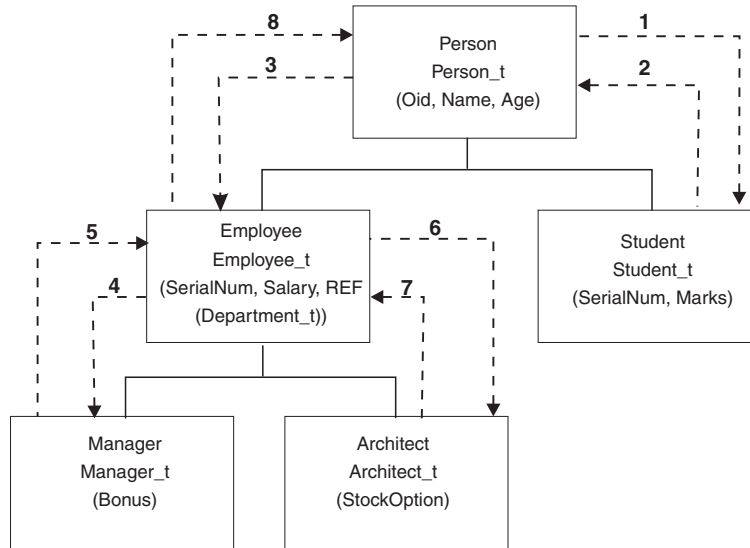 8
1
Person
Person_t
(Oid, Name, Age)
3
2
5
Employee
Employee_t
(SerialNum, Salary, REF
(Department_t))
6
Student
Student_t
(SerialNum, Marks)
4
7
Manager
Manager_t
(Bonus)
Architect
Architect_t
(StockOption)